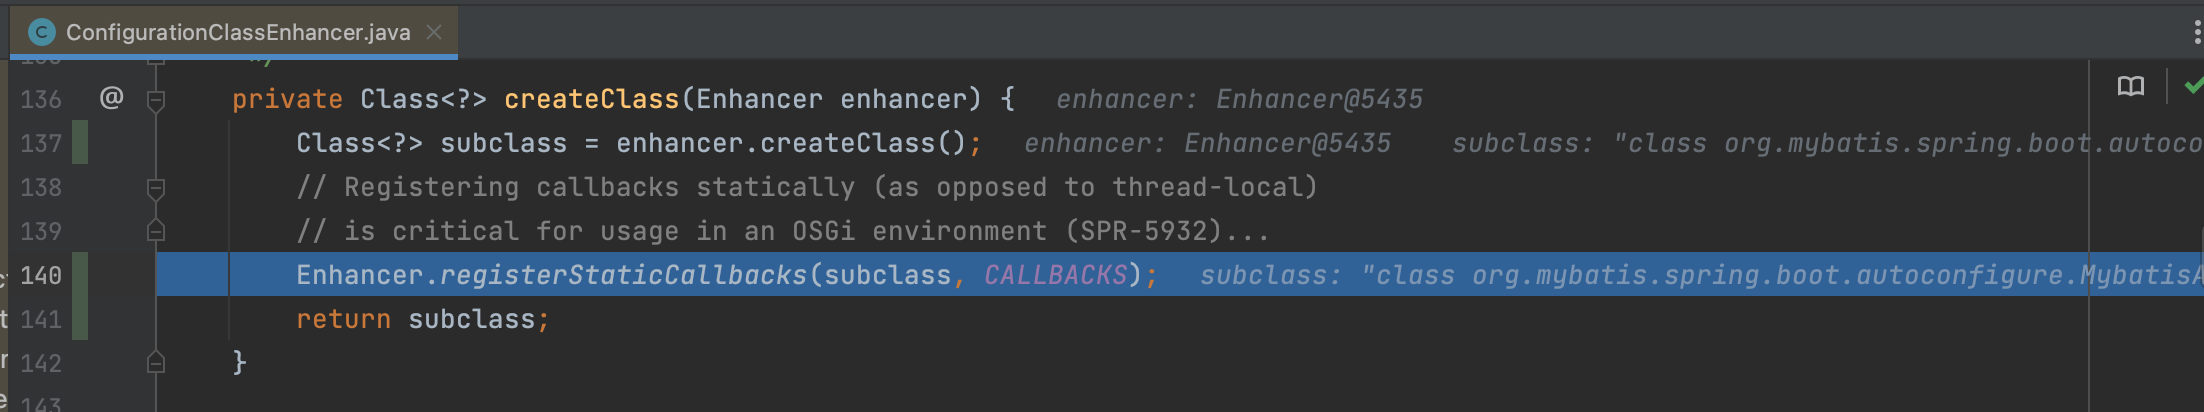 ConfigurationClassEnhancer.java
136 @ private Class<?> createClass(Enhancer enhancer) { enhancer: Enhancer@5435
137 Class<?> subclass = enhancer.createClass(); enhancer: Enhancer@5435 subclass: "class org.mybatis.spring.boot.autoco
138 // Registering callbacks statically (as opposed to thread-local)
139 // is critical for usage in an OSGi environment (SPR-5932)...
140 Enhancer.registerStaticCallbacks(subclass, CALLBACKS); subclass: "class org.mybatis.spring.boot.autoconfigure.MybatisA
141 return subclass;
142 }
143